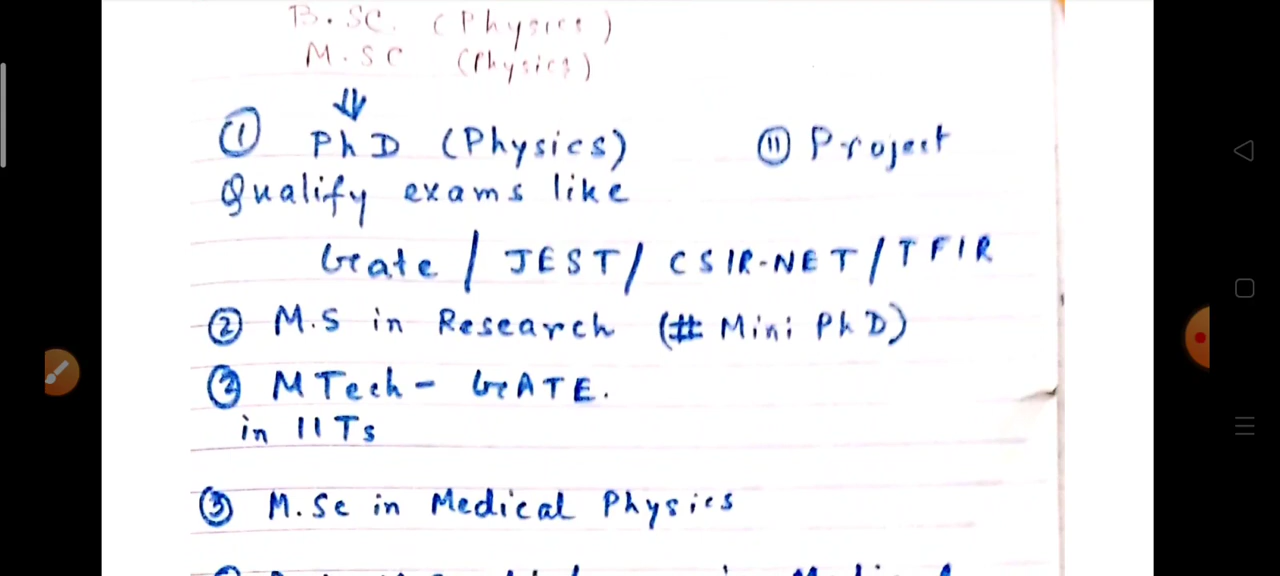 B.SC. (Physics)
M.SC (Physics)
① PhD (Physics) ⑪ Project
Qualify exams like
Gate / JEST / CSIR-NET / TFIR
② M.S in Research (# Mini PhD)
② MTech - GATE.
in IITs
③ M.Sc in Medical Physics